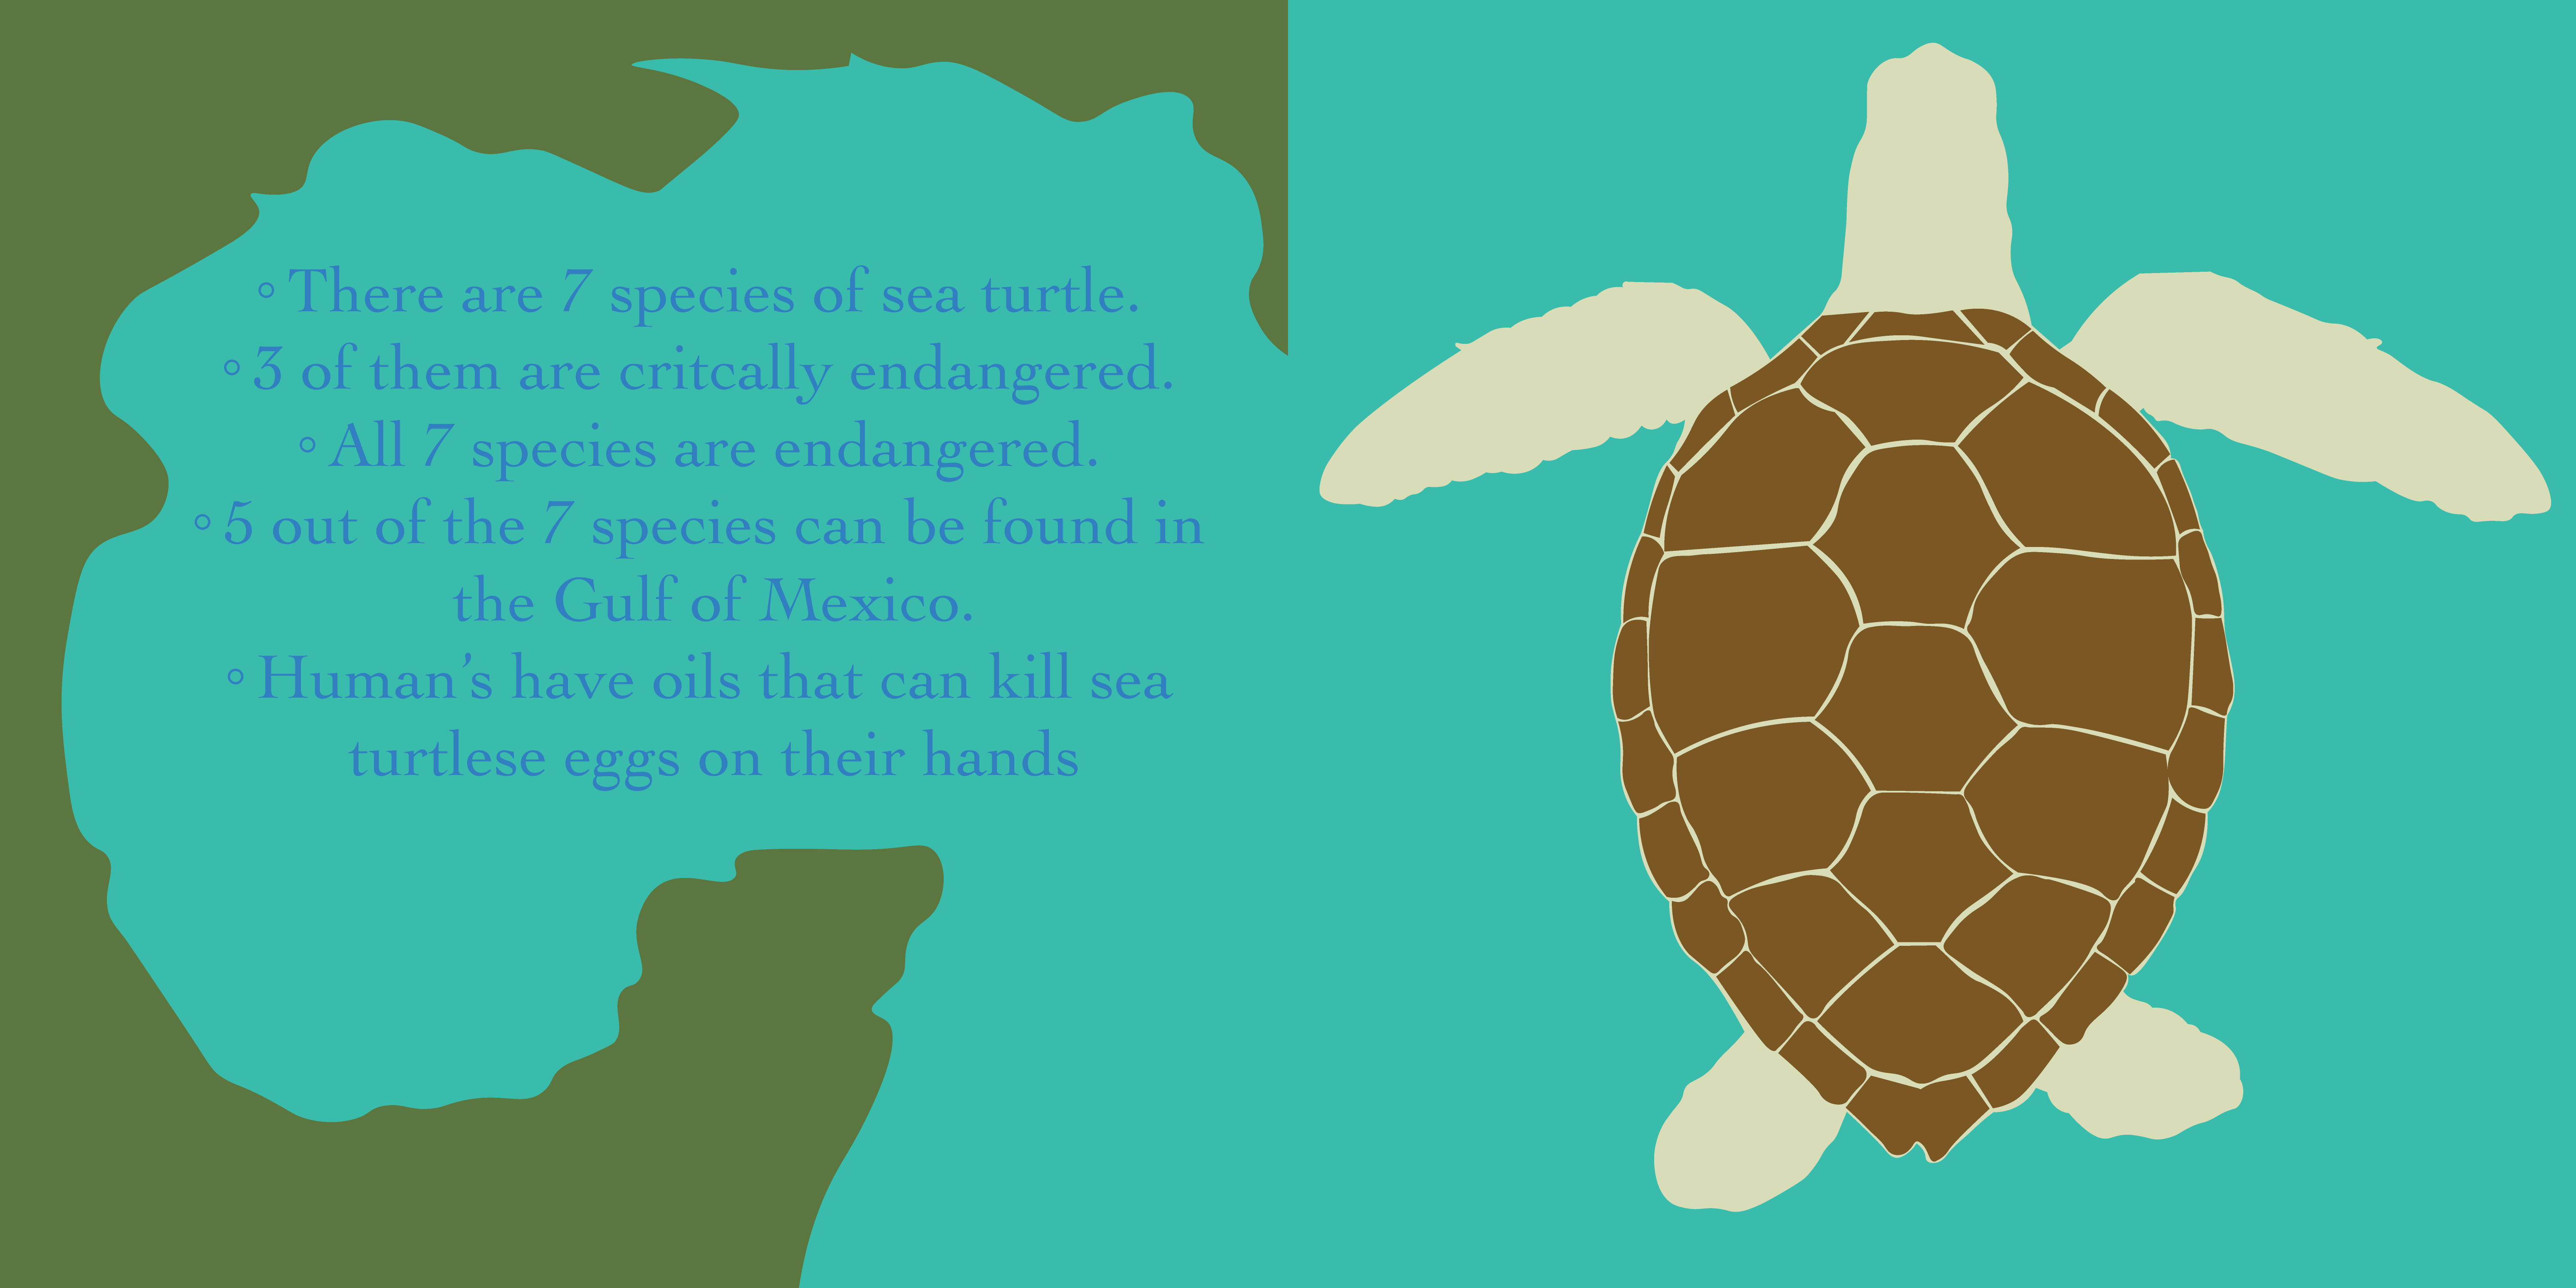 ◦ There are 7 species of sea turtle.
◦ 3 of them are critcally endangered.
◦ All 7 species are endangered.
◦ 5 out of the 7 species can be found in
the Gulf of Mexico.
◦ Human’s have oils that can kill sea
turtlese eggs on their hands